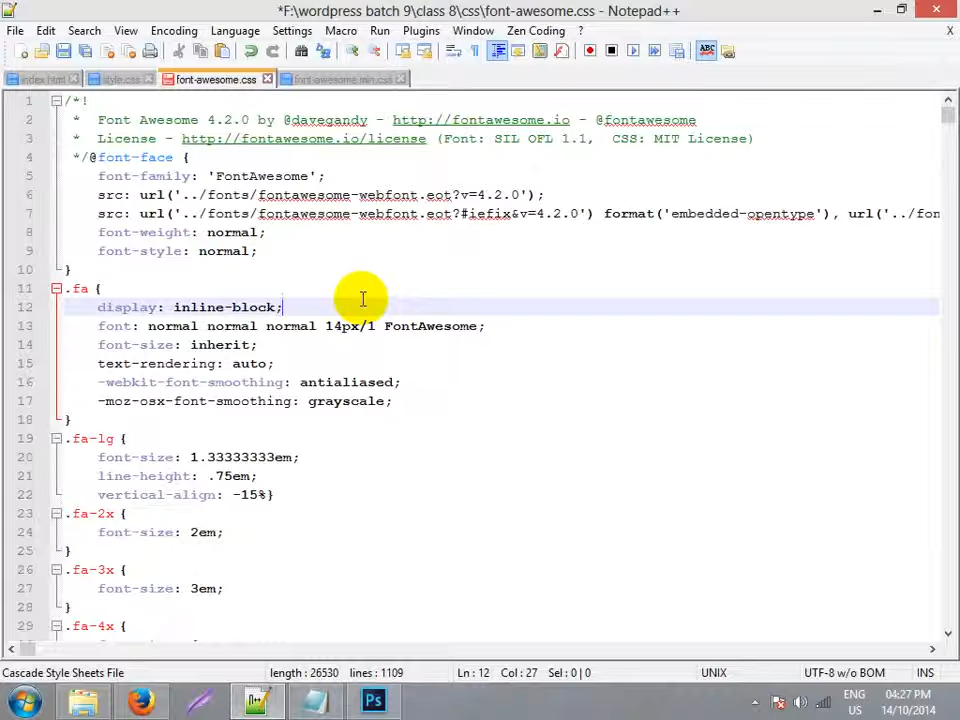 *F:\wordpress batch 9\class 8\css\font-awesome.css - Notepad++
File Edit Search View Encoding Language Settings Macro Run Plugins Window Zen Coding ? X
index.html style.css font-awesome.css font-awesome.min.css
1 /*!
2 * Font Awesome 4.2.0 by @davegandy - http://fontawesome.io - @fontawesome
3 * License - http://fontawesome.io/license (Font: SIL OFL 1.1, CSS: MIT License)
4 */@font-face {
5 font-family: 'FontAwesome';
6 src: url('../fonts/fontawesome-webfont.eot?v=4.2.0');
7 src: url('../fonts/fontawesome-webfont.eot?#iefix&v=4.2.0') format('embedded-opentype'), url('../fon
8 font-weight: normal;
9 font-style: normal;
10 }
11 .fa {
12 display: inline-block;
13 font: normal normal normal 14px/1 FontAwesome;
14 font-size: inherit;
15 text-rendering: auto;
16 -webkit-font-smoothing: antialiased;
17 -moz-osx-font-smoothing: grayscale;
18 }
19 .fa-lg {
20 font-size: 1.33333333em;
21 line-height: .75em;
22 vertical-align: -15%}
23 .fa-2x {
24 font-size: 2em;
25 }
26 .fa-3x {
27 font-size: 3em;
28 }
29 .fa-4x {
Cascade Style Sheets File length : 26530 lines : 1109 Ln : 12 Col : 27 Sel : 0 | 0 UNIX UTF-8 w/o BOM INS
Ps ENG 04:27 PM
US 14/10/2014